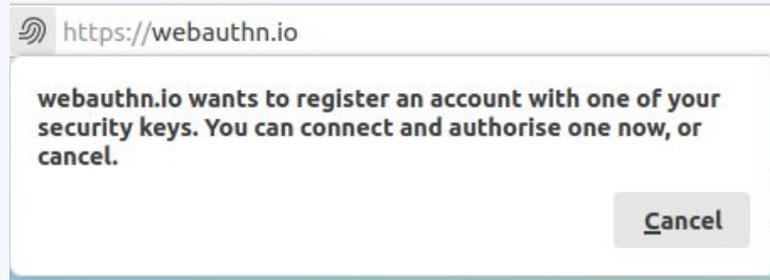 https://webauthn.io
webauthn.io wants to register an account with one of your
security keys. You can connect and authorise one now, or
cancel.
Cancel